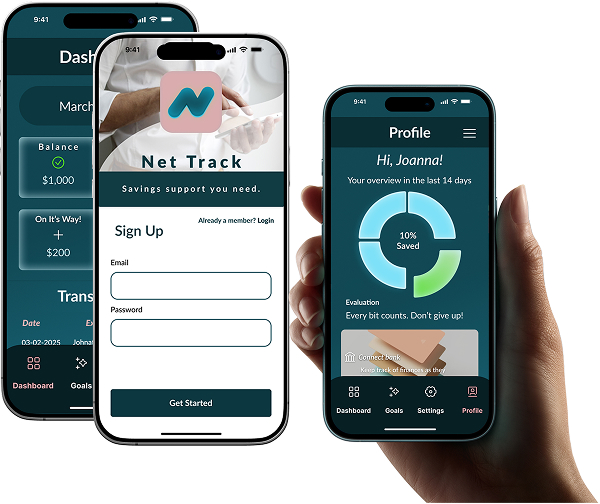 9:41
Dash
March
Balance
$1,000
On It's Way!
+
$200
Trans
Date
03-02-2025 Johna
Dashboard Goals
9:41
Net Track
Savings support you need.
Already a member? Login
Sign Up
Email
Password
Get Started
9:41
Profile
Hi, Joanna!
Your overview in the last 14 days
10%
Saved
Evaluation
Every bit counts. Don't give up!
Connect bank
Keep track of finances as they
Dashboard Goals Settings Profile